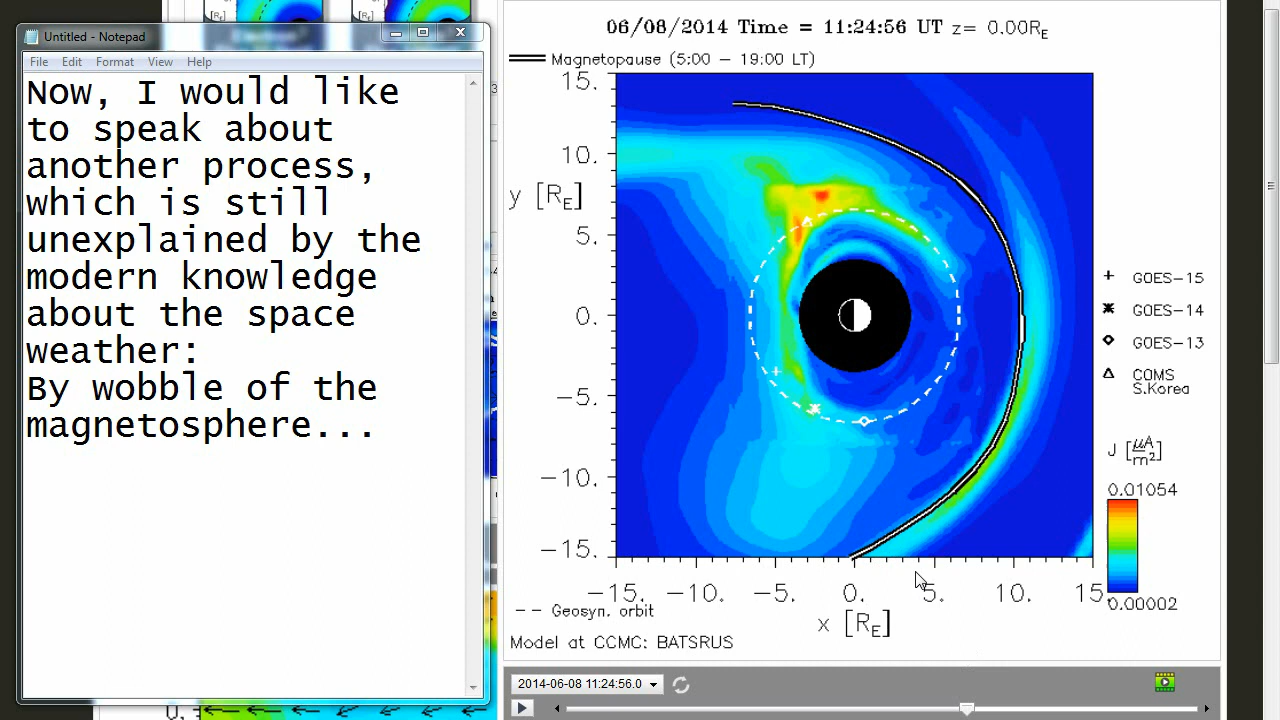 [RE]
[RE]
Untitled - Notepad
File Edit Format View Help
Now, I would like
to speak about
another process,
which is still
unexplained by the
modern knowledge
about the space
weather:
By wobble of the
magnetosphere...
06/08/2014 Time = 11:24:56 UT z= 0.00RE
Magnetopause (5:00 – 19:00 LT)
15.
10.
y [RE]
5.
0.
−5.
−10.
−15.
−15. −10. −5. 0. 5. 10. 15.
x [RE]
-- Geosyn. orbit
Model at CCMC: BATSRUS
GOES-15
GOES-14
GOES-13
COMS
S.Korea
J [μA/m2]
0.01054
0.00002
2014-06-08 11:24:56.0